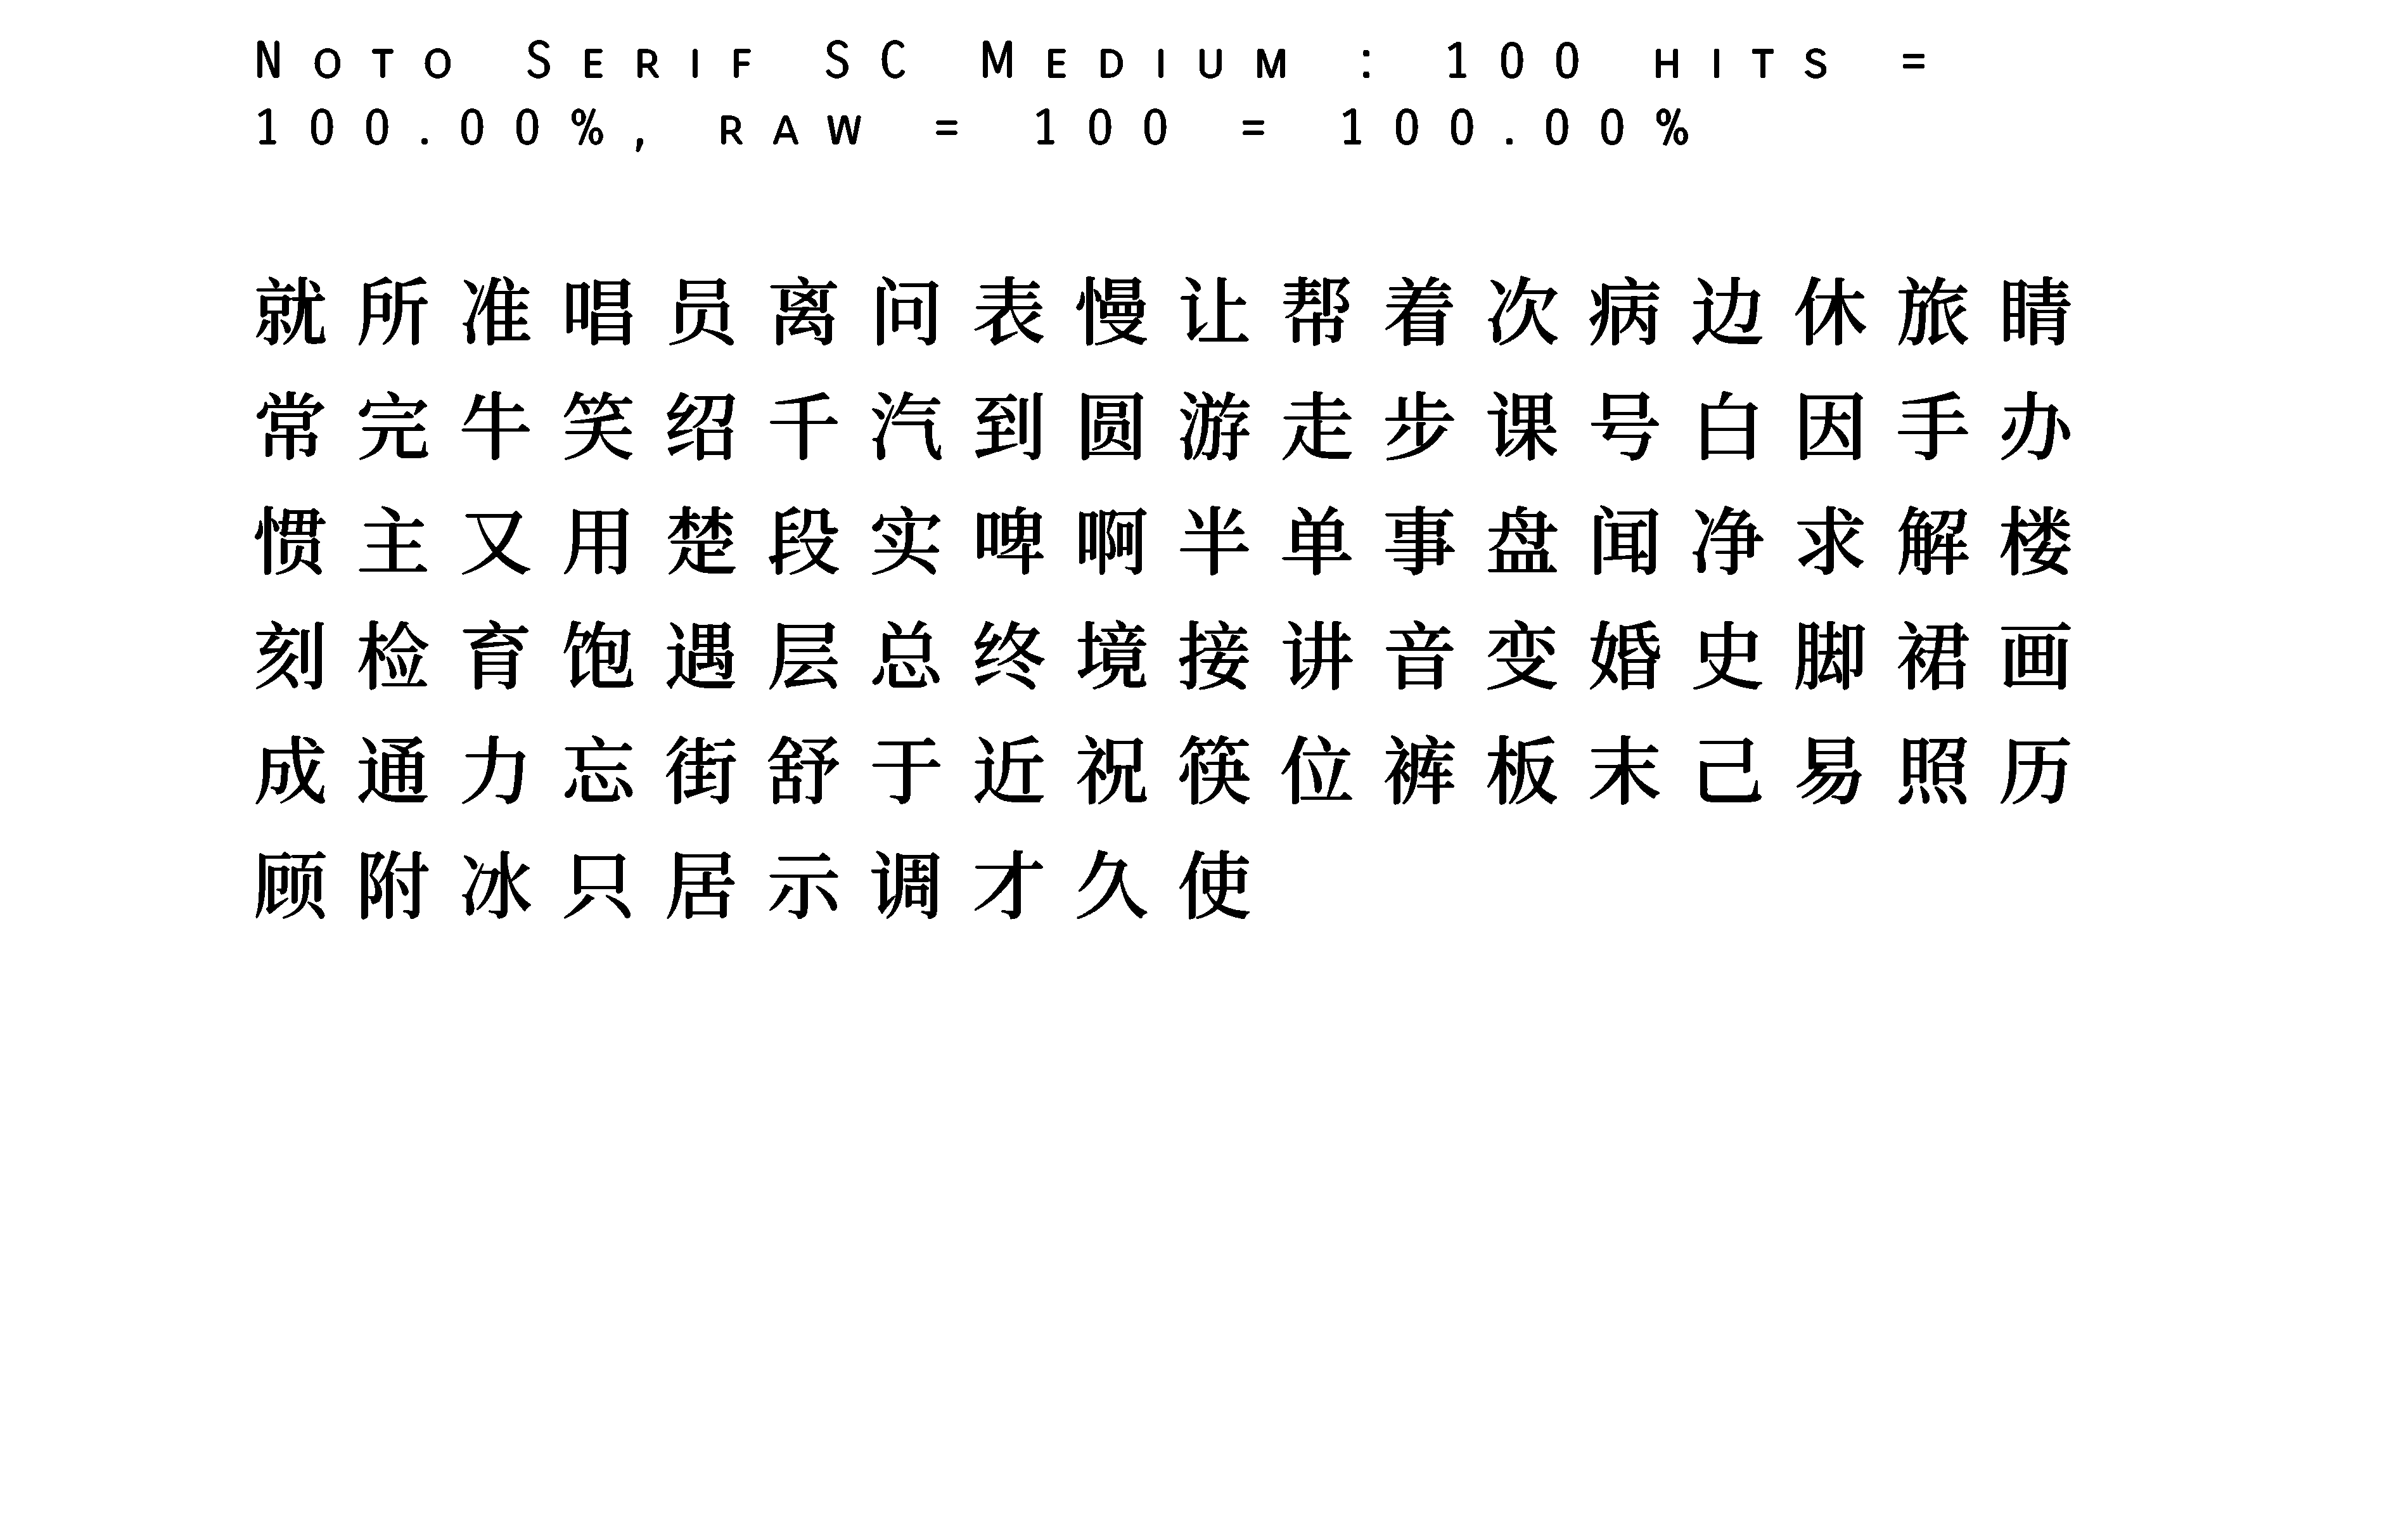 Noto Serif SC Medium : 100 hits =
100.00%, raw = 100 = 100.00%
就所准唱员离问表慢让帮着次病边休旅睛
常完牛笑绍千汽到圆游走步课号白因手办
惯主又用楚段实啤啊半单事盘闻净求解楼
刻检育饱遇层总终境接讲音变婚史脚裙画
成通力忘街舒于近祝筷位裤板末己易照历
顾附冰只居示调才久使